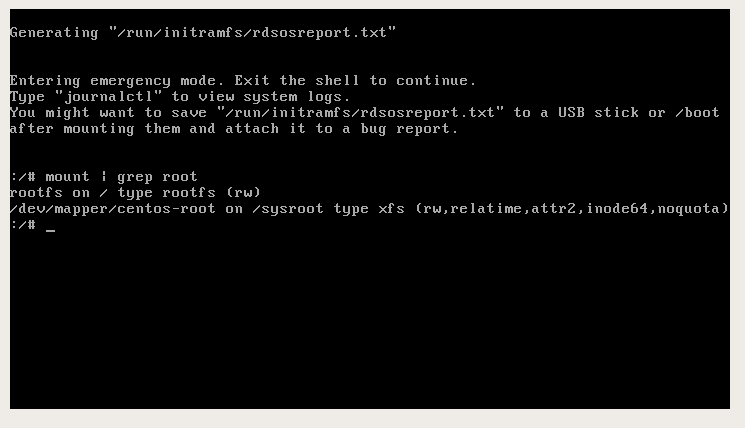 Generating "/run/initramfs/rdsosreport.txt"
Entering emergency mode. Exit the shell to continue.
Type "journalctl" to view system logs.
You might want to save "/run/initramfs/rdsosreport.txt" to a USB stick or /boot
after mounting them and attach it to a bug report.
:/# mount | grep root
rootfs on / type rootfs (rw)
/dev/mapper/centos-root on /sysroot type xfs (rw,relatime,attr2,inode64,noquota)
:/# _